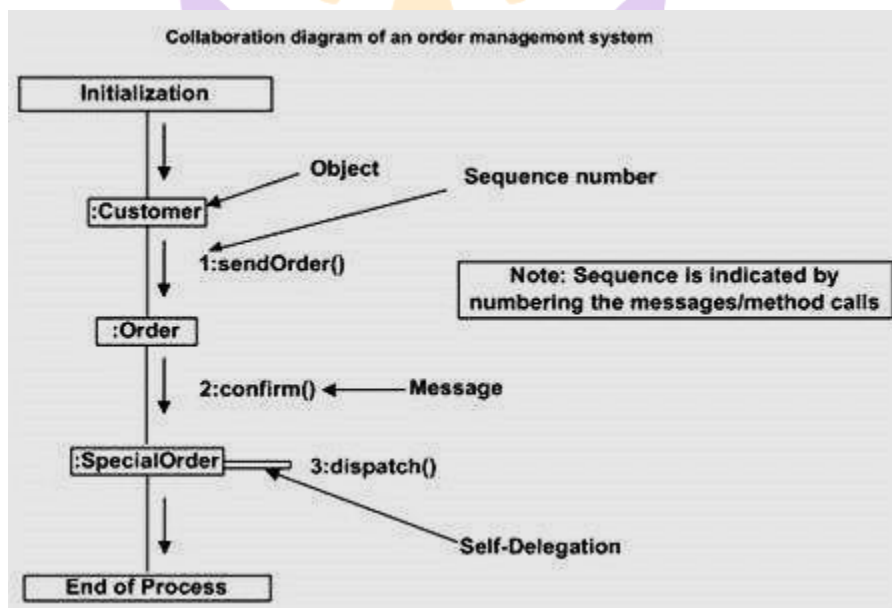 Collaboration diagram of an order management system
Initialization
Object
Sequence number
:Customer
1:sendOrder()
Note: Sequence is indicated by
numbering the messages/method calls
:Order
2:confirm()
Message
:SpecialOrder
3:dispatch()
Self-Delegation
End of Process